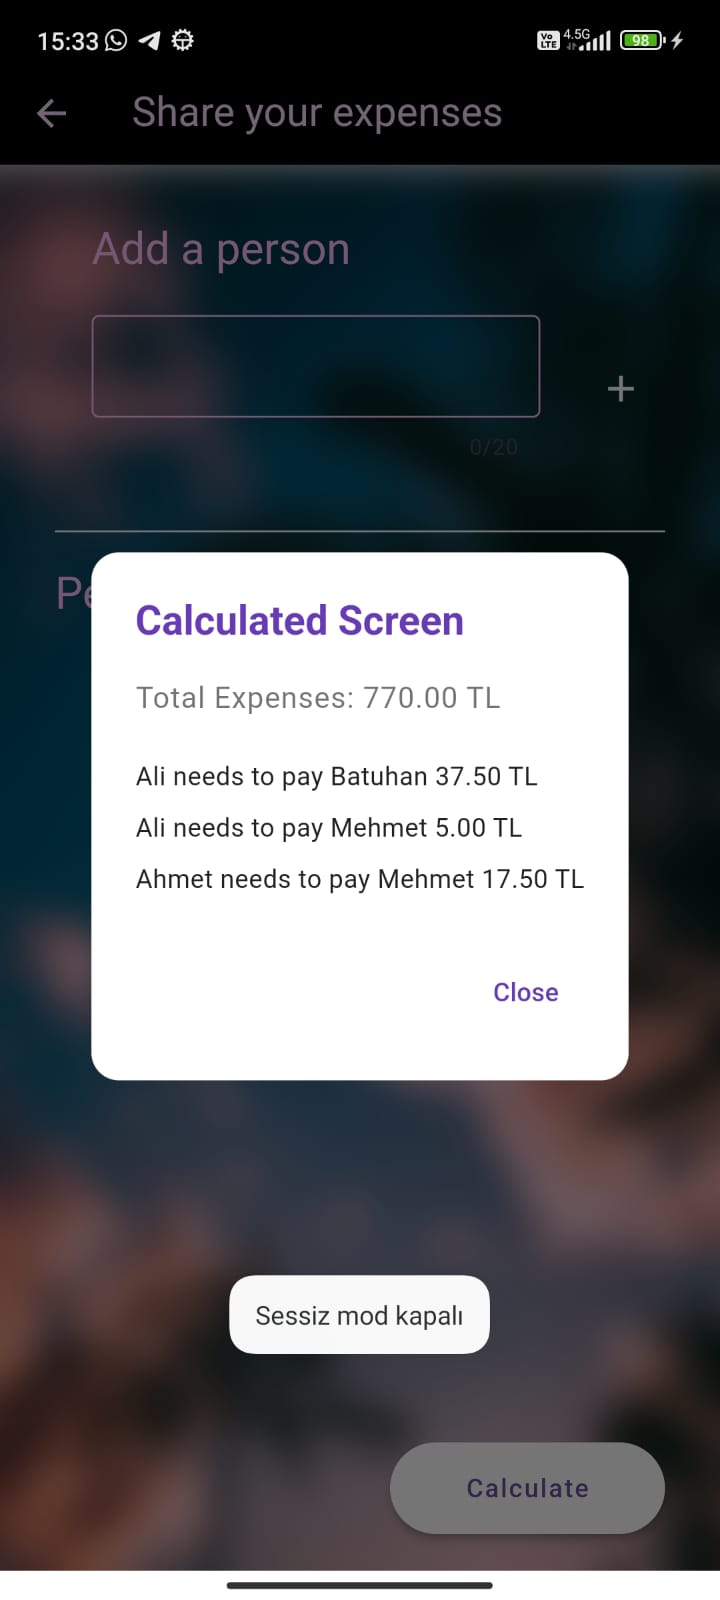 15:33
Vo LTE 4.5G 98
Share your expenses
Add a person
0/20
Calculated Screen
Total Expenses: 770.00 TL
Ali needs to pay Batuhan 37.50 TL
Ali needs to pay Mehmet 5.00 TL
Ahmet needs to pay Mehmet 17.50 TL
Close
Sessiz mod kapalı
Calculate